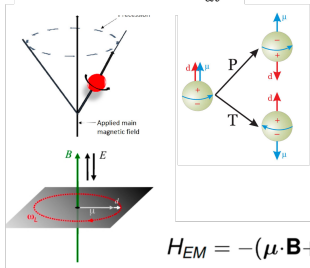 Applied main
magnetic field
B
E
d
μ
ω
μ
d
μ
−
+
d
P
d μ
+
−
T
d
+
−
μ
H_EM = −(μ·B+